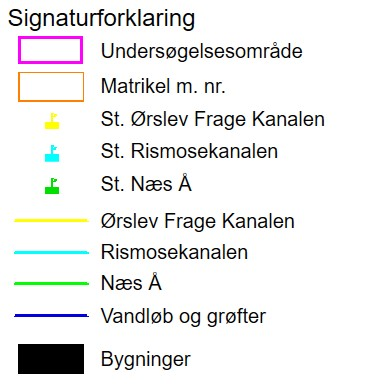 Signaturforklaring
Undersøgelsesområde
Matrikel m. nr.
St. Ørslev Frage Kanalen
St. Rismosekanalen
St. Næs Å
Ørslev Frage Kanalen
Rismosekanalen
Næs Å
Vandløb og grøfter
Bygninger